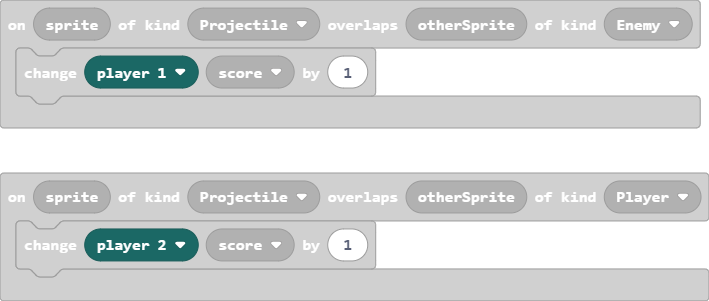 on sprite of kind Projectile overlaps otherSprite of kind Enemy
change player 1 score by 1
on sprite of kind Projectile overlaps otherSprite of kind Player
change player 2 score by 1